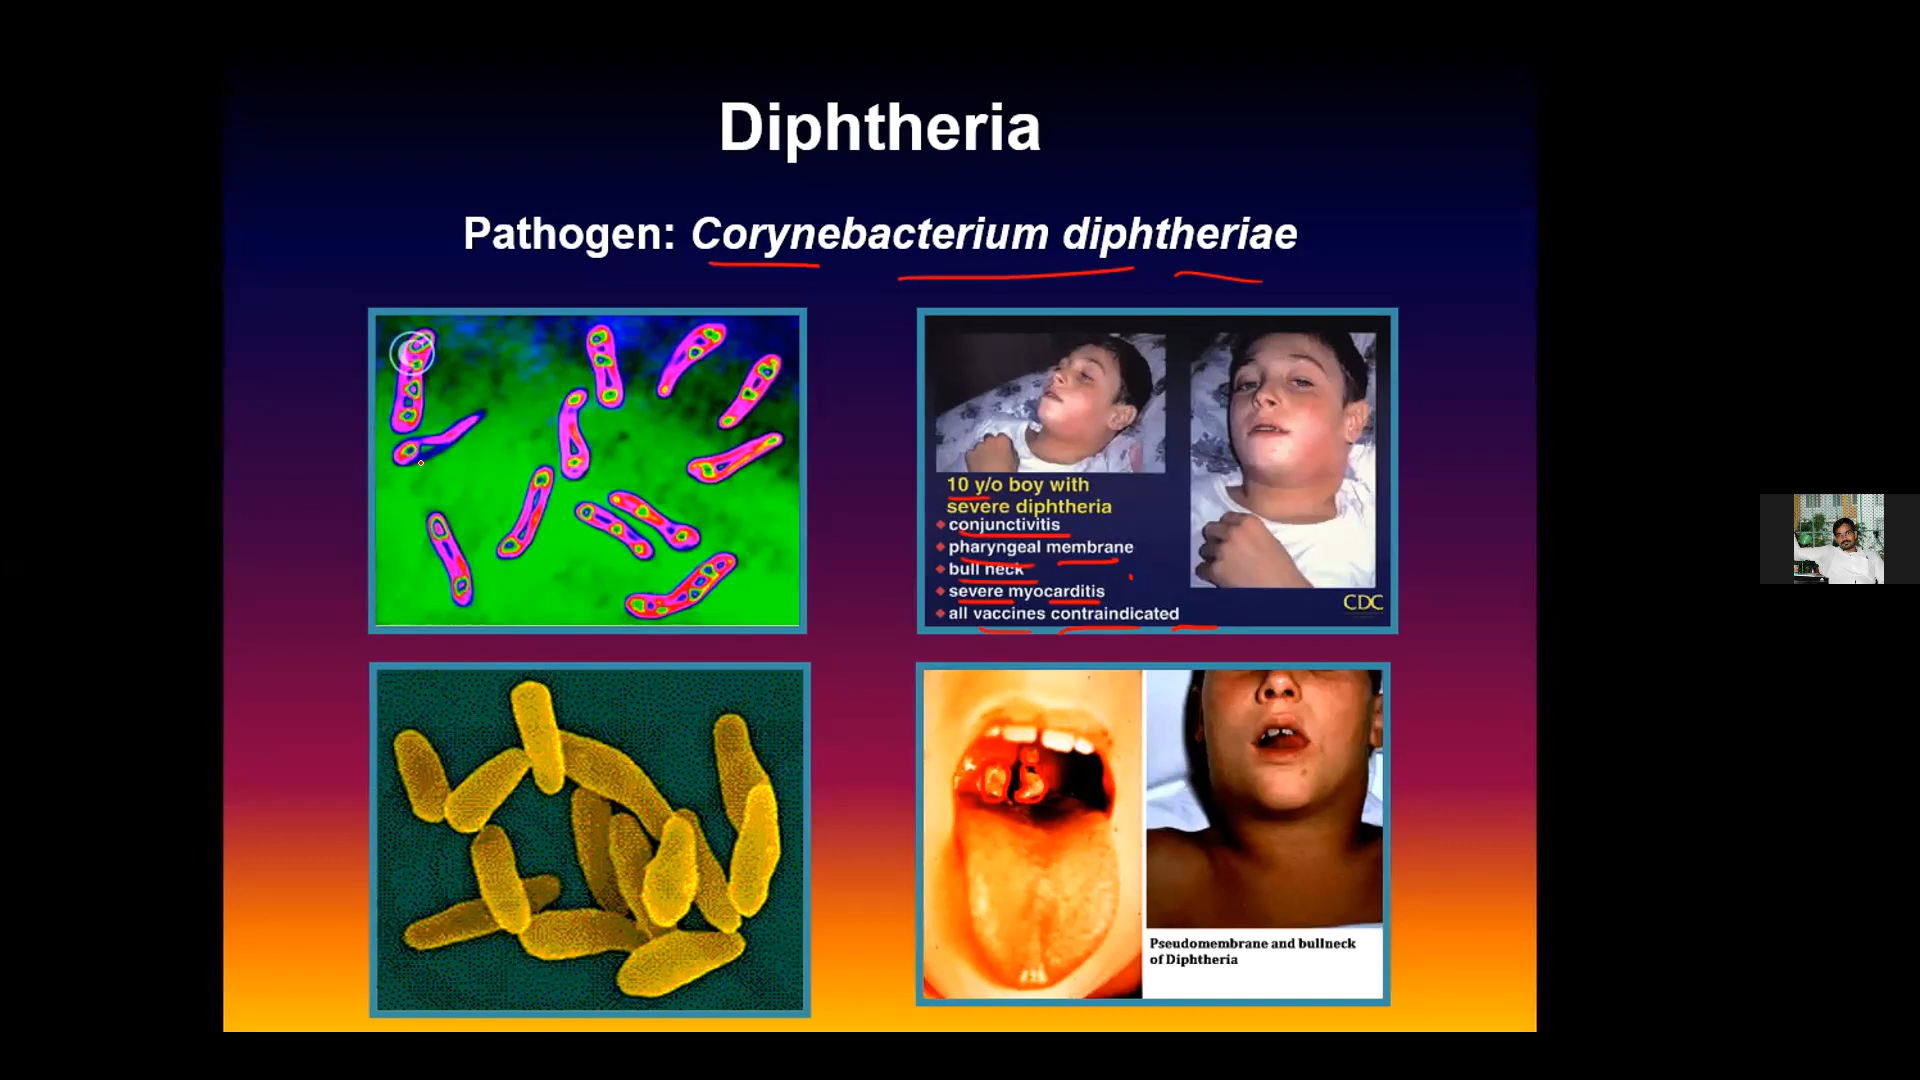 Diphtheria
Pathogen: Corynebacterium diphtheriae
10 y/o boy with
severe diphtheria
conjunctivitis
pharyngeal membrane
bull neck
severe myocarditis
all vaccines contraindicated
CDC
Pseudomembrane and bullneck
of Diphtheria